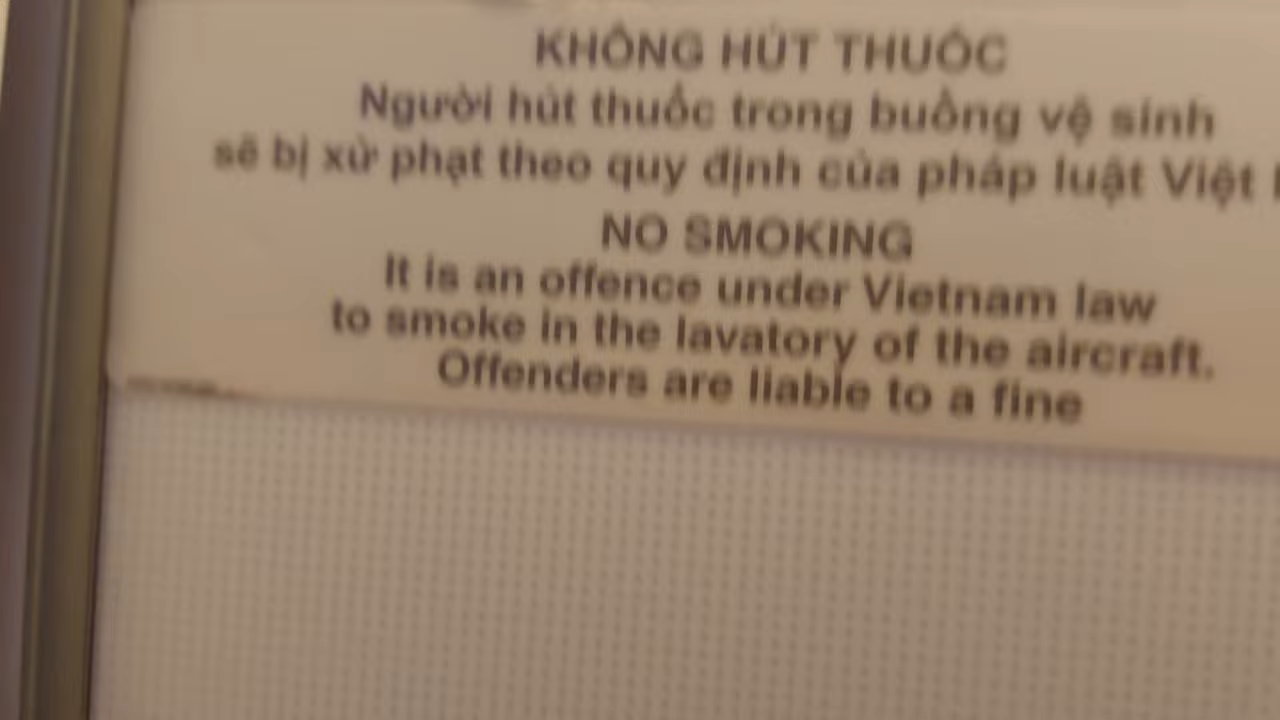 KHÔNG HÚT THUỐC
Người hút thuốc trong buồng vệ sinh
sẽ bị xử phạt theo quy định của pháp luật Việt
NO SMOKING
It is an offence under Vietnam law
to smoke in the lavatory of the aircraft.
Offenders are liable to a fine